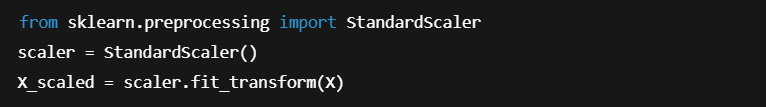 from sklearn.preprocessing import StandardScaler
scaler = StandardScaler()
X_scaled = scaler.fit_transform(X)